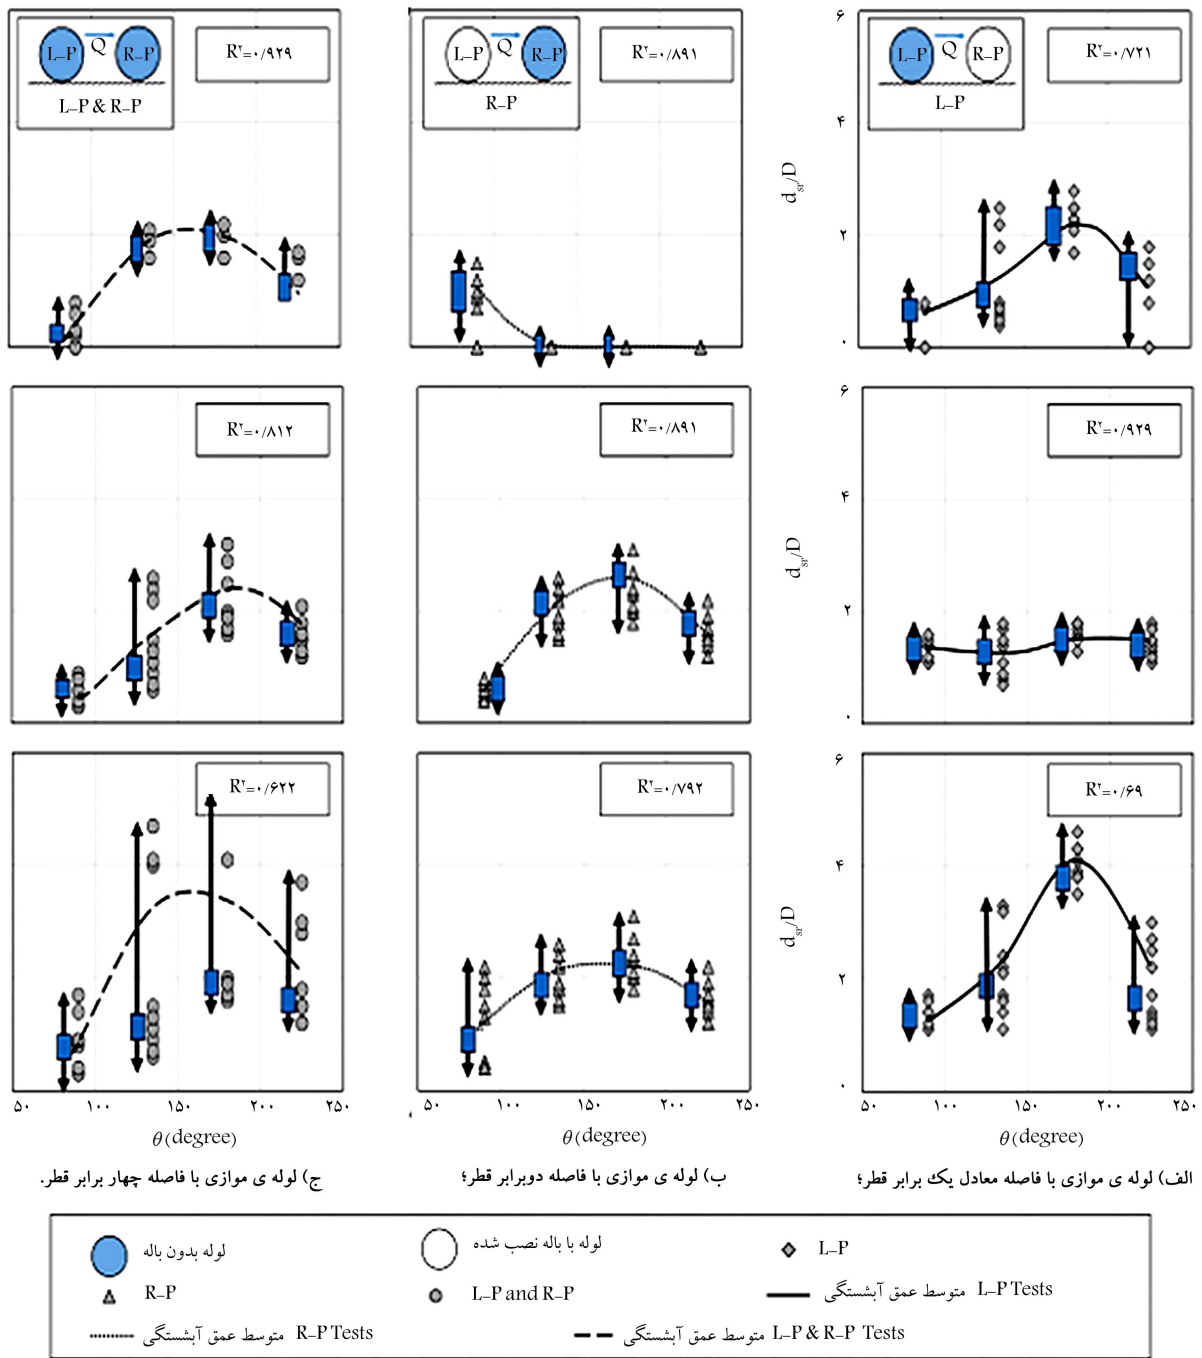 L-P Q R-P
L-P & R-P
R²=۰/۹۲۹
L-P Q R-P
R-P
R²=۰/۸۹۱
L-P Q R-P
L-P
R²=۰/۷۲۱
۶
۴
۲
۰
d_sr/D
R²=۰/۸۱۲
R²=۰/۸۹۱
R²=۰/۹۲۹
۶
۴
۲
۰
d_sr/D
R²=۰/۶۲۲
R²=۰/۷۹۲
R²=۰/۶۹
۶
۴
۲
۰
d_sr/D
۵۰ ۱۰۰ ۱۵۰ ۲۰۰ ۲۵۰
θ (degree)
۵۰ ۱۰۰ ۱۵۰ ۲۰۰ ۲۵۰
θ (degree)
۵۰ ۱۰۰ ۱۵۰ ۲۰۰ ۲۵۰
θ (degree)
الف) لوله ی موازی با فاصله معادل یک برابر قطر؛
ب) لوله ی موازی با فاصله دوبرابر قطر؛
ج) لوله ی موازی با فاصله چهار برابر قطر.
لوله بدون باله
لوله با باله نصب شده
L-P
R-P
L-P and R-P
متوسط عمق آبشستگی L-P Tests
متوسط عمق آبشستگی R-P Tests
متوسط عمق آبشستگی L-P & R-P Tests